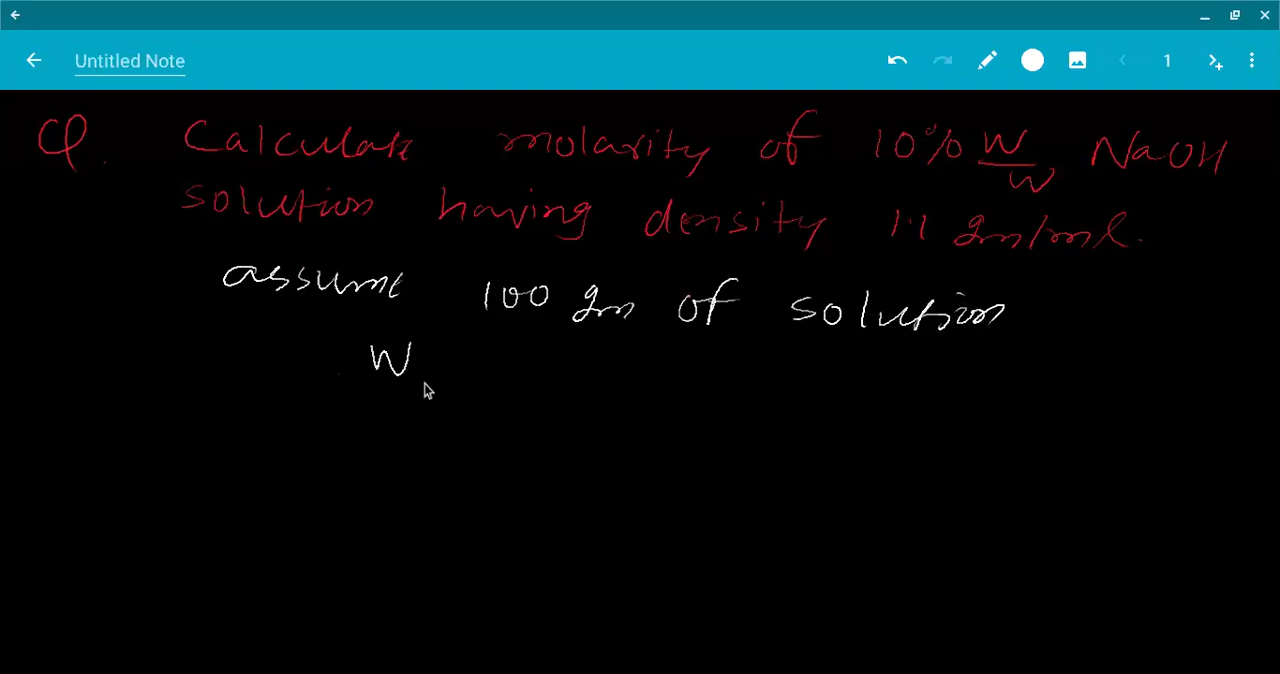 Untitled Note
1
Q. Calculate molarity of 10% W/W NaOH
solution having density 1.1 gm/ml.
assume 100 gm of solution
W